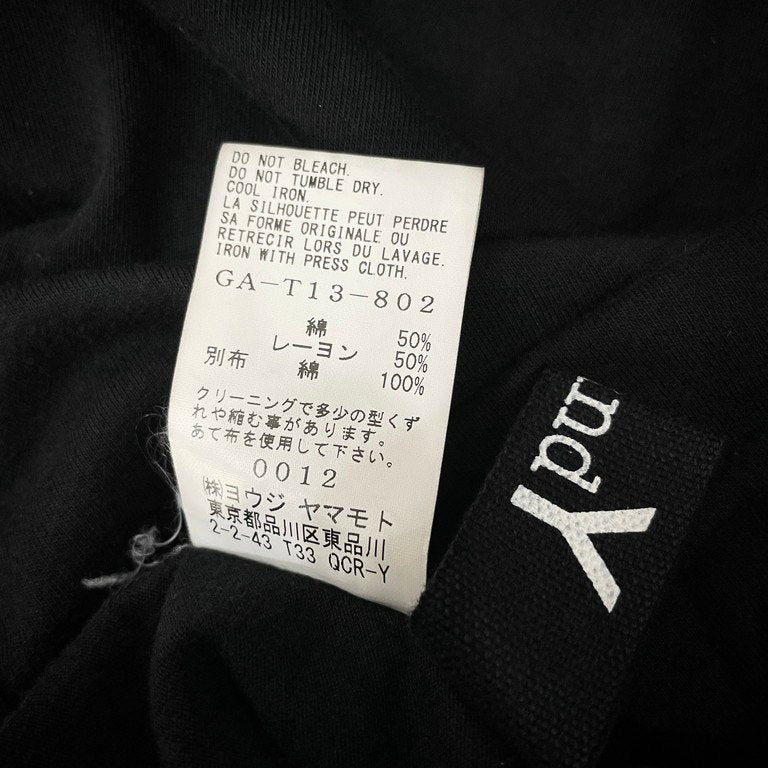 DO NOT BLEACH.
DO NOT TUMBLE DRY.
COOL IRON.
LA SILHOUETTE PEUT PERDRE
SA FORME ORIGINALE OU
RETRECIR LORS DU LAVAGE.
IRON WITH PRESS CLOTH.
GA-T13-802
綿 50%
レーヨン 50%
別布 綿 100%
クリーニングで多少の型くず
れや縮む事があります。
あて布を使用して下さい。
0012
㈱ヨウジ ヤマモト
東京都品川区東品川
2-2-43 T33 QCR-Y
ndY